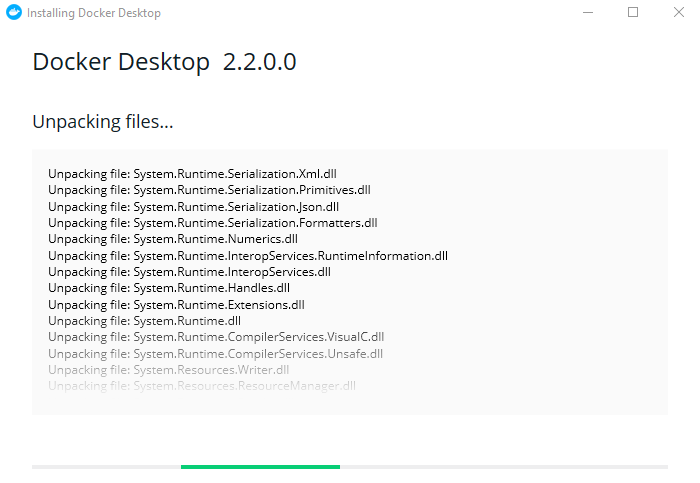 Installing Docker Desktop
Docker Desktop 2.2.0.0
Unpacking files...
Unpacking file: System.Runtime.Serialization.Xml.dll
Unpacking file: System.Runtime.Serialization.Primitives.dll
Unpacking file: System.Runtime.Serialization.Json.dll
Unpacking file: System.Runtime.Serialization.Formatters.dll
Unpacking file: System.Runtime.Numerics.dll
Unpacking file: System.Runtime.InteropServices.RuntimeInformation.dll
Unpacking file: System.Runtime.InteropServices.dll
Unpacking file: System.Runtime.Handles.dll
Unpacking file: System.Runtime.Extensions.dll
Unpacking file: System.Runtime.dll
Unpacking file: System.Runtime.CompilerServices.VisualC.dll
Unpacking file: System.Runtime.CompilerServices.Unsafe.dll
Unpacking file: System.Resources.Writer.dll
Unpacking file: System.Resources.ResourceManager.dll